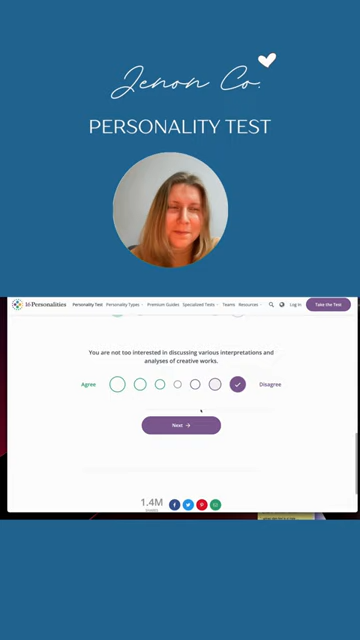 Jenon Co.
PERSONALITY TEST
16Personalities Personality Test Personality Types Premium Guides Specialized Tests Teams Resources Log In Take the Test
You are not too interested in discussing various interpretations and
analyses of creative works.
Agree Disagree
Next →
1.4M
SHARES